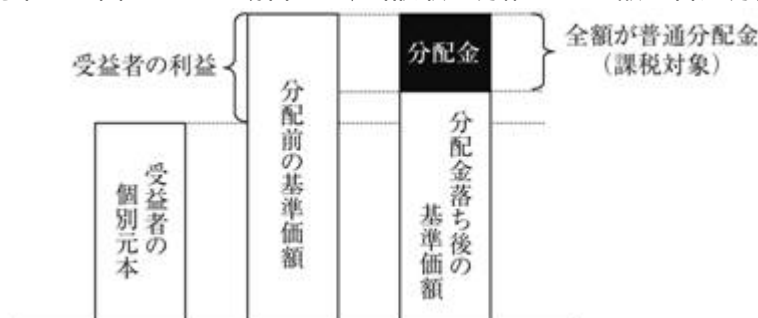 受益者の利益
分配金
全額が普通分配金
(課税対象)
受益者の
個別元本
分配前の基準価額
分配金落ち後の
基準価額